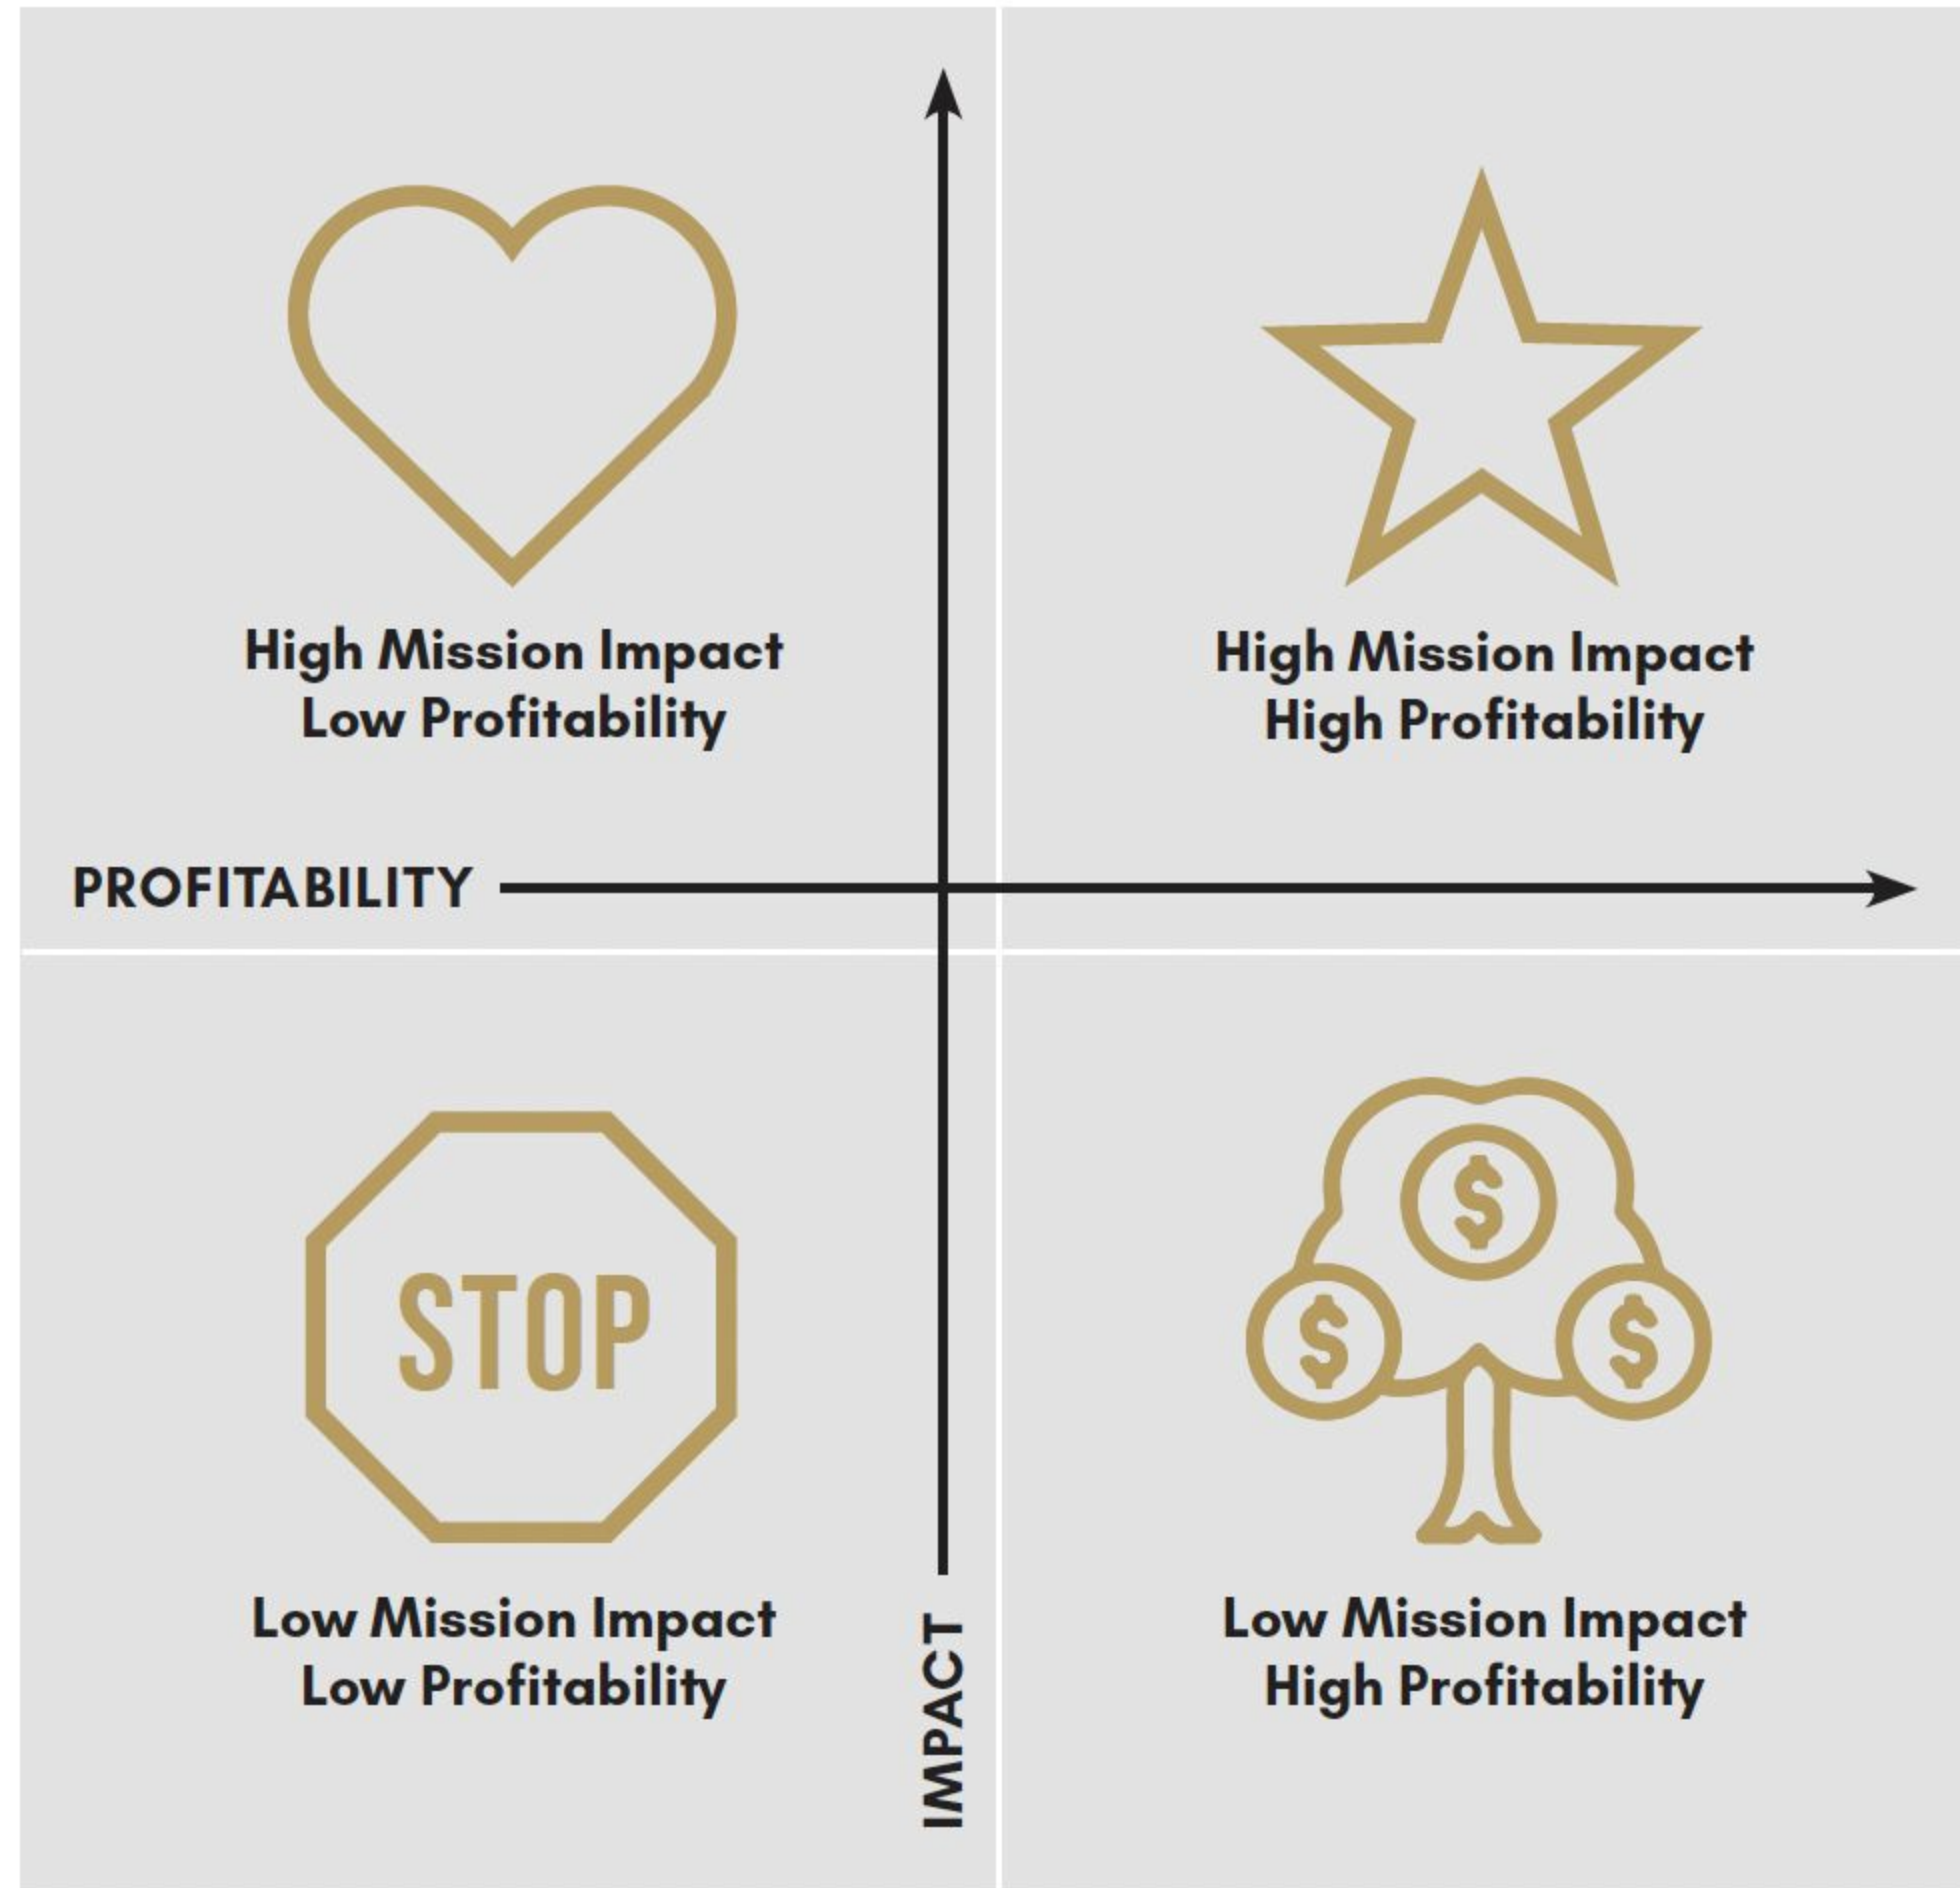 High Mission Impact
Low Profitability
High Mission Impact
High Profitability
PROFITABILITY
STOP
$
$
$
Low Mission Impact
Low Profitability
Low Mission Impact
High Profitability
IMPACT